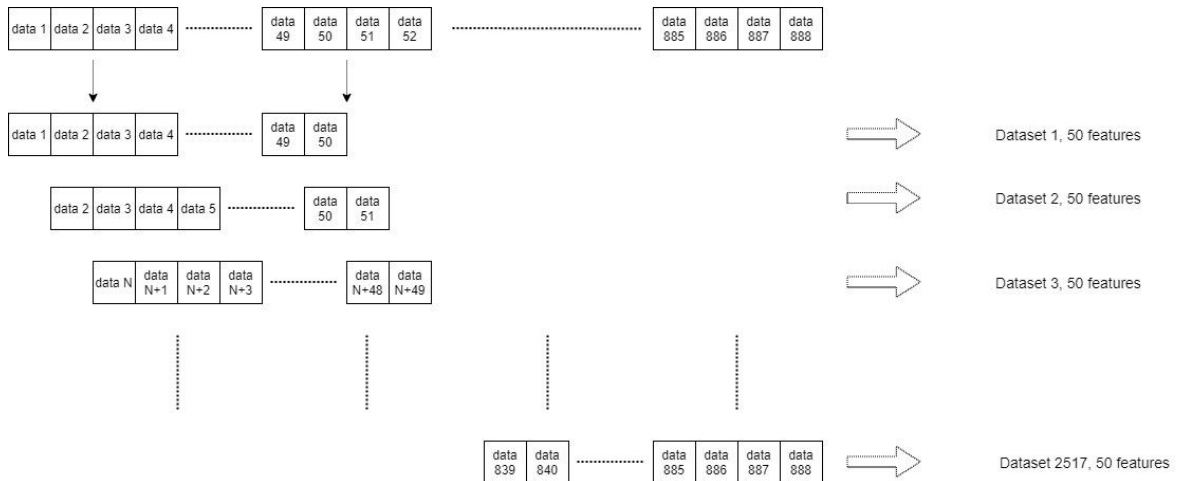 data 1 data 2 data 3 data 4 data 49 data 50 data 51 data 52 data 885 data 886 data 887 data 888
data 1 data 2 data 3 data 4 data 49 data 50 Dataset 1, 50 features
data 2 data 3 data 4 data 5 data 50 data 51 Dataset 2, 50 features
data N data N+1 data N+2 data N+3 data N+48 data N+49 Dataset 3, 50 features
data 839 data 840 data 885 data 886 data 887 data 888 Dataset 2517, 50 features